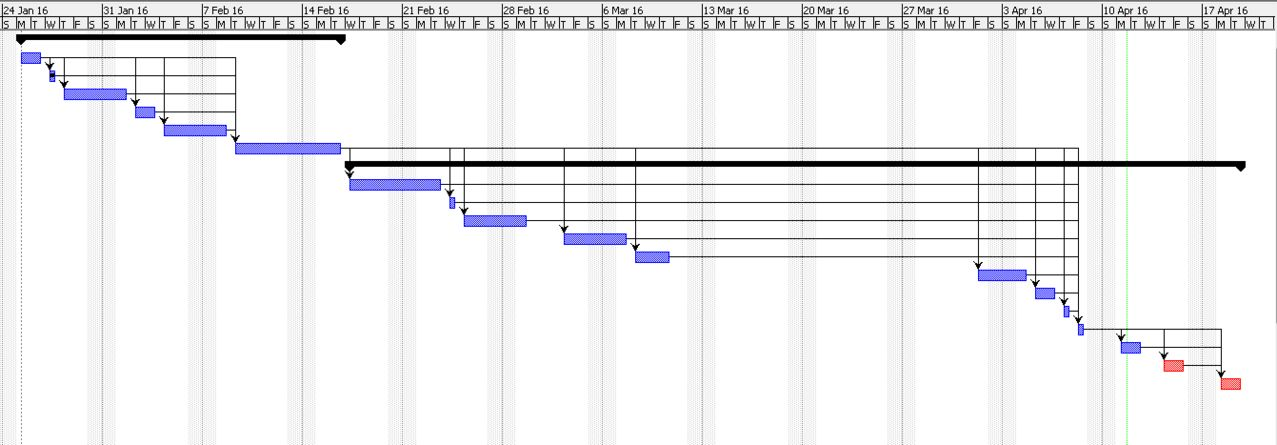 24 Jan 16 31 Jan 16 7 Feb 16 14 Feb 16 21 Feb 16 28 Feb 16 6 Mar 16 13 Mar 16 20 Mar 16 27 Mar 16 3 Apr 16 10 Apr 16 17 Apr 16
S M T W T F S S M T W T F S S M T W T F S S M T W T F S S M T W T F S S M T W T F S S M T W T F S S M T W T F S S M T W T F S S M T W T F S S M T W T F S S M T W T F S S M T W T